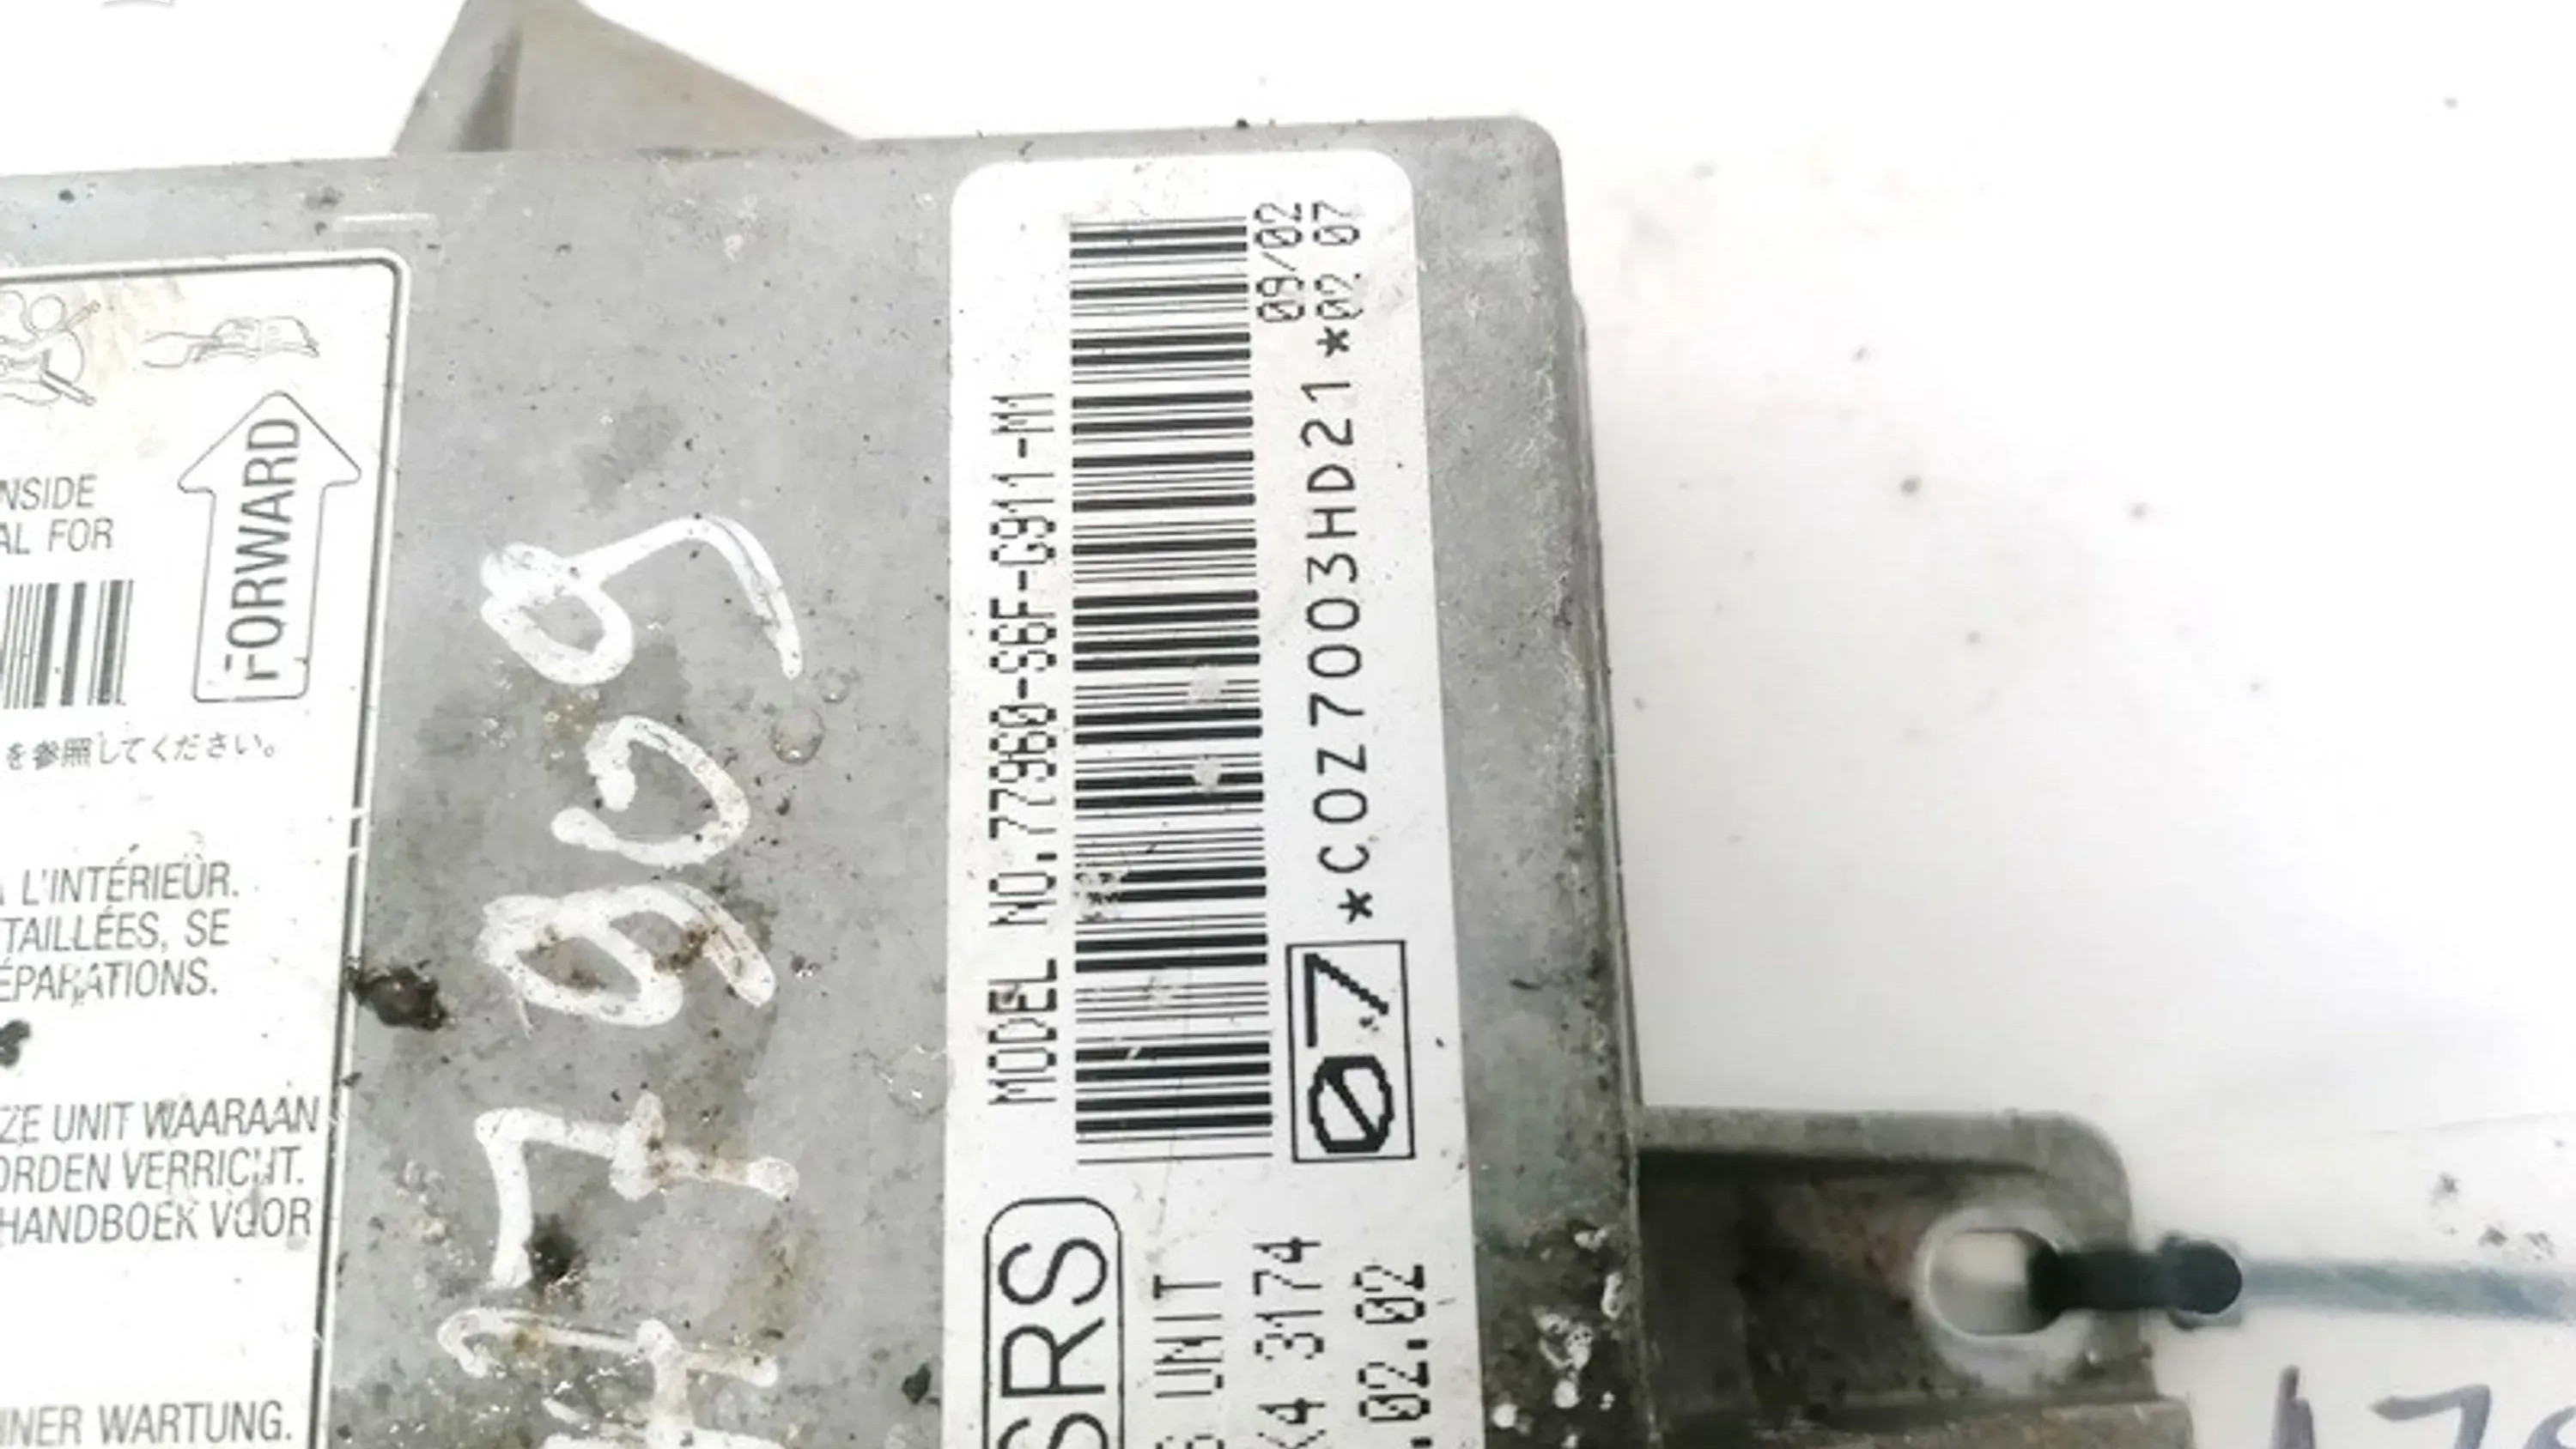 NSIDE
AL FOR
FORWARD
を参照してください。
L'INTÉRIEUR.
TAILLÉES, SE
ÉPARATIONS.
ZE UNIT WAARAAN
ORDEN VERRICHT.
HANDBOEK VOOR
INER WARTUNG.
MODEL NO.77960-S6F-G911-M1
09/02
07 *C0Z7003HD21*02 07
SRS
UNIT
K4 3174
.02.02